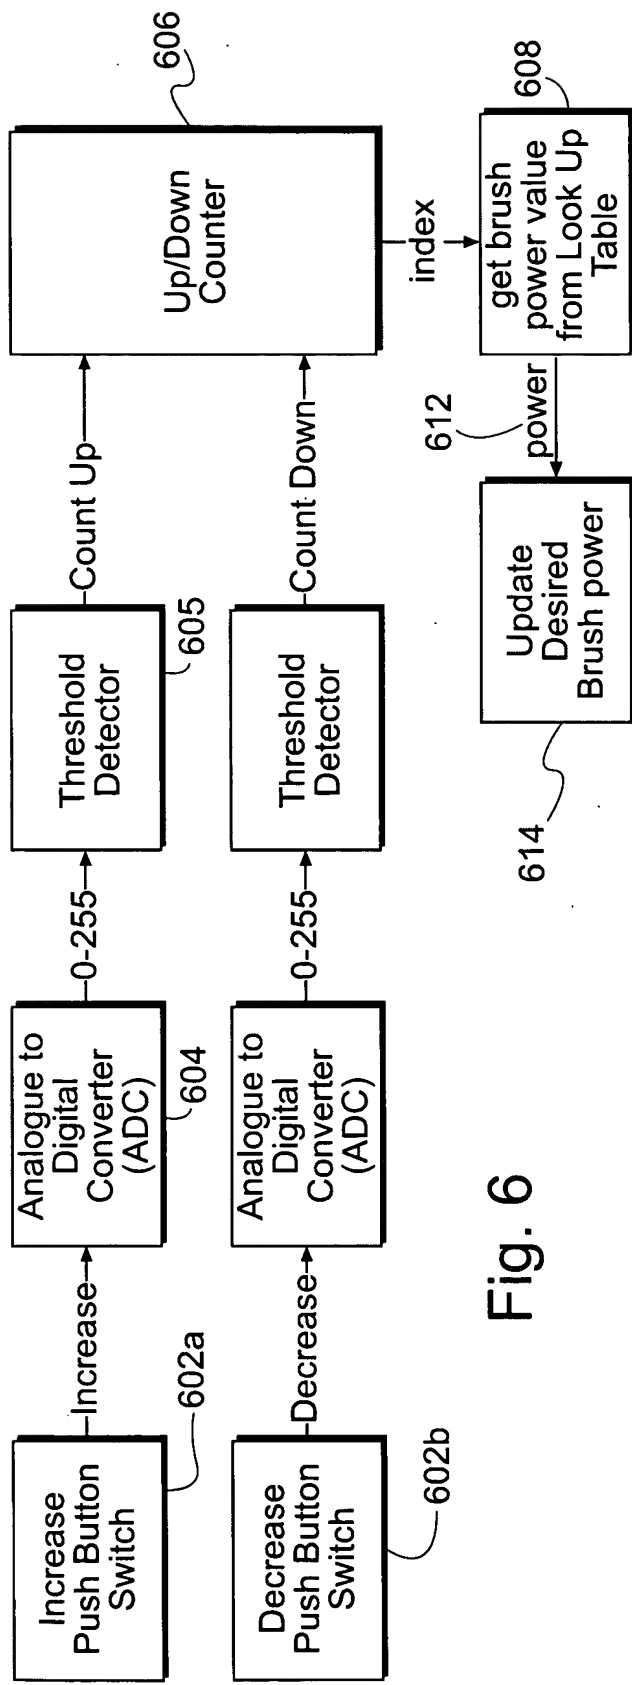 Increase
Push Button
Switch
602a
Increase
Analogue to
Digital
Converter
(ADC)
604
0-255
Threshold
Detector
605
Count Up
Up/Down
Counter
606
Decrease
Push Button
Switch
602b
Decrease
Analogue to
Digital
Converter
(ADC)
0-255
Threshold
Detector
Count Down
index
get brush
power value
from Look Up
Table
608
power
612
Update
Desired
Brush power
614
Fig. 6